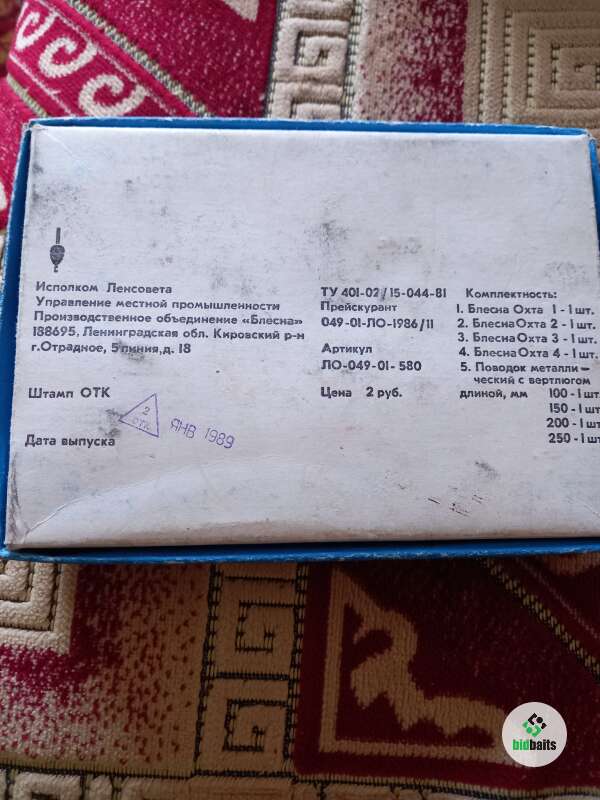 Исполком Ленсовета
Управление местной промышленности
Производственное объединение «Блесна»
188695, Ленинградская обл. Кировский р-н
г.Отрадное, 5 линия, д. 18
Штамп ОТК
2
ОТК
ЯНВ 1989
Дата выпуска
ТУ 401-02/15-044-81
Прейскурант
049-01-ЛО-1986/11
Артикул
ЛО-049-01-580
Цена 2 руб.
Комплектность:
1. Блесна Охта 1 - 1 шт.
2. Блесна Охта 2 - 1 шт.
3. Блесна Охта 3 - 1 шт.
4. Блесна Охта 4 - 1 шт.
5. Поводок металли-
ческий с вертлюгом
длиной, мм 100 - 1 шт
150 - 1 шт
200 - 1 шт
250 - 1 шт
bidbaits